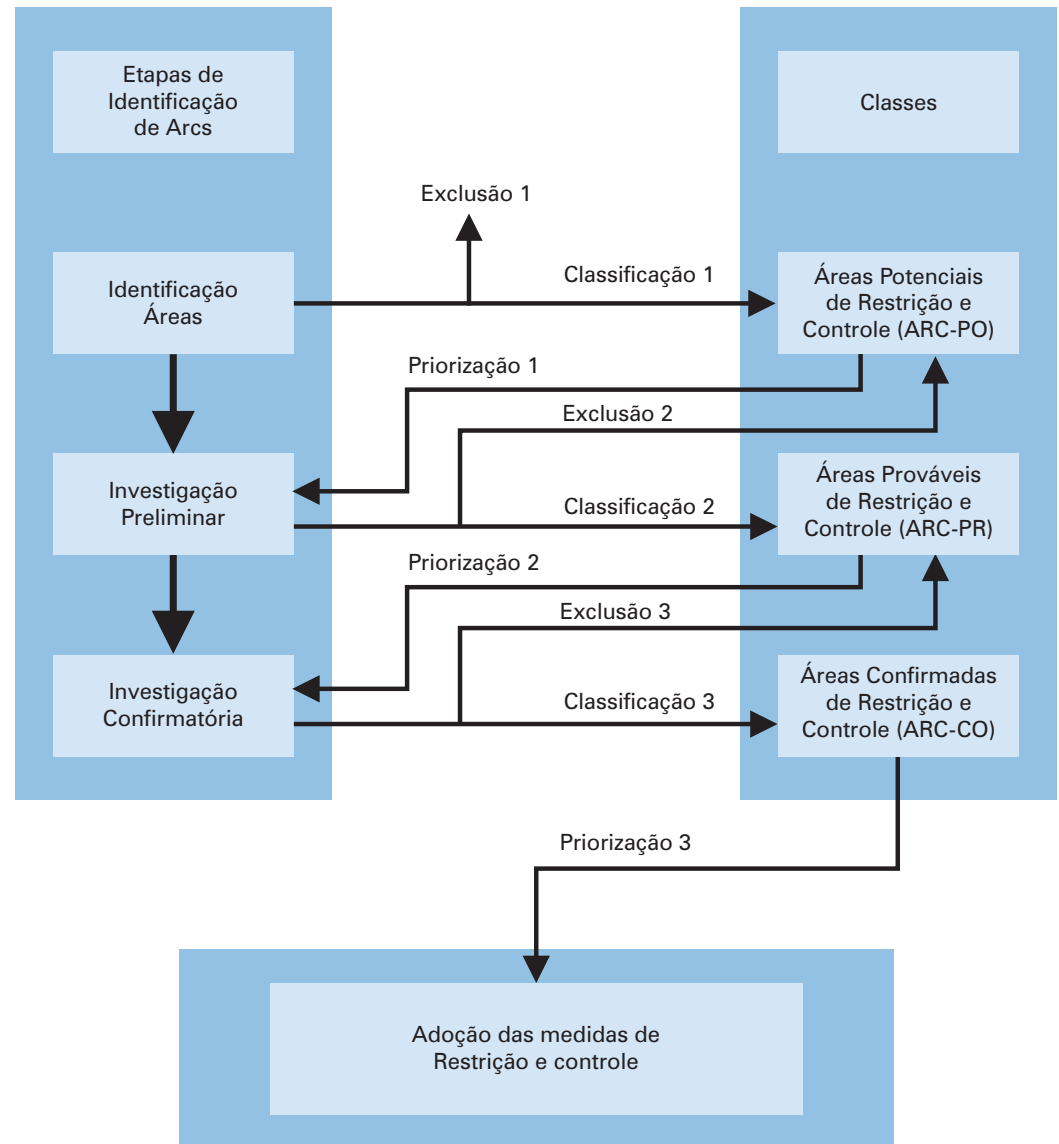 Etapas de
Identificação
de Arcs
Classes
Exclusão 1
Identificação
Áreas
Classificação 1
Áreas Potenciais
de Restrição e
Controle (ARC-PO)
Priorização 1
Exclusão 2
Investigação
Preliminar
Classificação 2
Áreas Prováveis
de Restrição e
Controle (ARC-PR)
Priorização 2
Exclusão 3
Investigação
Confirmatória
Classificação 3
Áreas Confirmadas
de Restrição e
Controle (ARC-CO)
Priorização 3
Adoção das medidas de
Restrição e controle